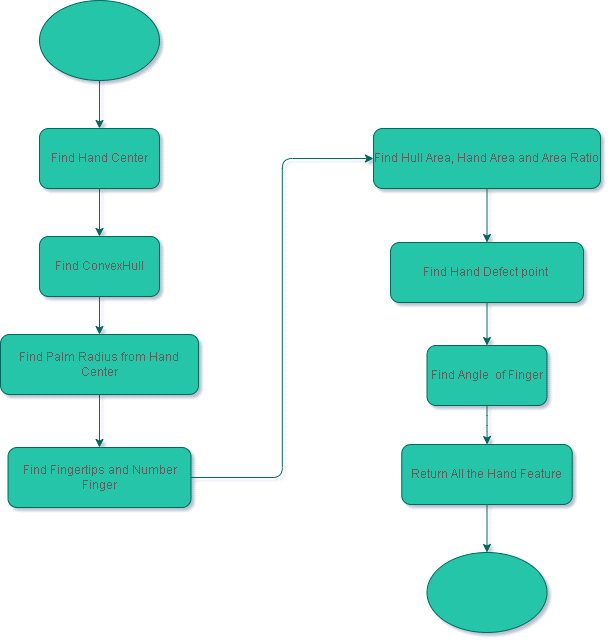 Find Hand Center
Find ConvexHull
Find Palm Radius from Hand
Center
Find Fingertips and Number
Finger
Find Hull Area, Hand Area and Area Ratio
Find Hand Defect point
Find Angle of Finger
Return All the Hand Feature